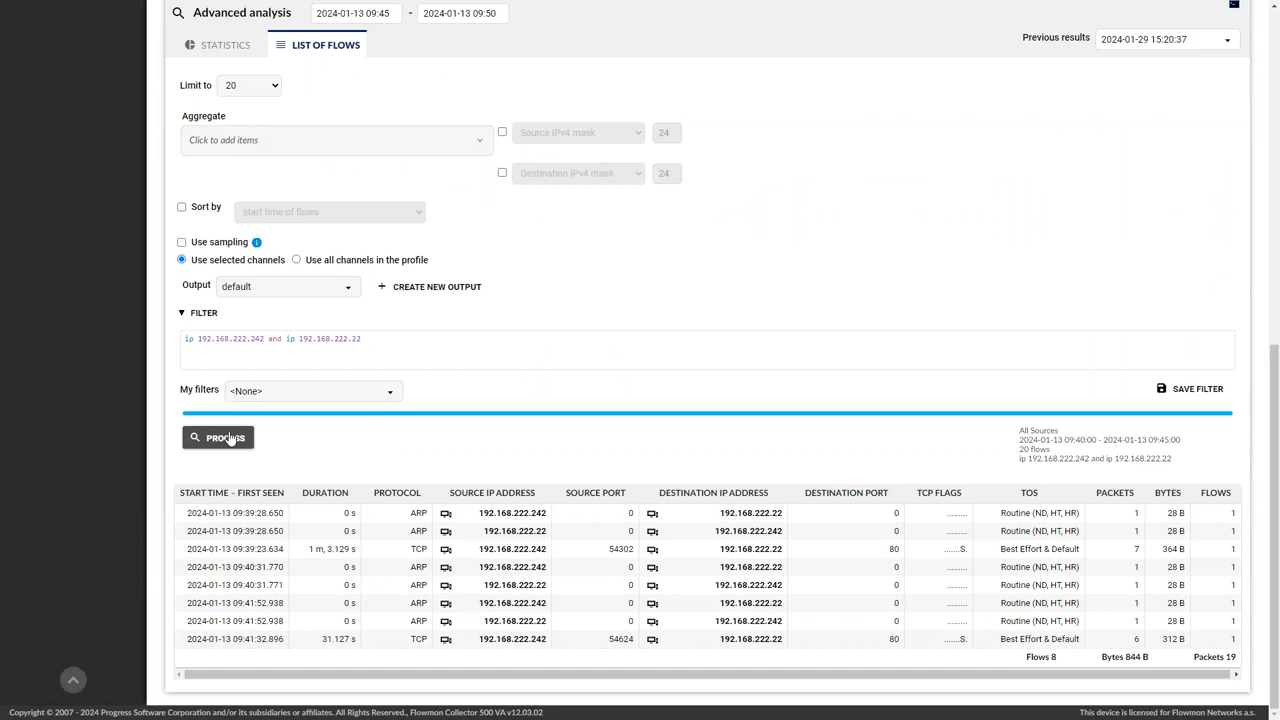 Advanced analysis 2024-01-13 09:45 - 2024-01-13 09:50
STATISTICS LIST OF FLOWS Previous results 2024-01-29 15:20:37
Limit to 20
Aggregate
Click to add items Source IPv4 mask 24
Destination IPv4 mask 24
Sort by start time of flows
Use sampling
Use selected channels Use all channels in the profile
Output default + CREATE NEW OUTPUT
FILTER
ip 192.168.222.242 and ip 192.168.222.22
My filters <None> SAVE FILTER
PROCESS
All Sources
2024-01-13 09:40:00 - 2024-01-13 09:45:00
20 flows
ip 192.168.222.242 and ip 192.168.222.22
START TIME – FIRST SEEN DURATION PROTOCOL SOURCE IP ADDRESS SOURCE PORT DESTINATION IP ADDRESS DESTINATION PORT TCP FLAGS TOS PACKETS BYTES FLOWS
2024-01-13 09:39:28.650 0 s ARP 192.168.222.242 0 192.168.222.22 0 ........ Routine (ND, HT, HR) 1 28 B 1
2024-01-13 09:39:28.650 0 s ARP 192.168.222.22 0 192.168.222.242 0 ........ Routine (ND, HT, HR) 1 28 B 1
2024-01-13 09:39:23.634 1 m, 3.129 s TCP 192.168.222.242 54302 192.168.222.22 80 ......S. Best Effort & Default 7 364 B 1
2024-01-13 09:40:31.770 0 s ARP 192.168.222.242 0 192.168.222.22 0 ........ Routine (ND, HT, HR) 1 28 B 1
2024-01-13 09:40:31.771 0 s ARP 192.168.222.22 0 192.168.222.242 0 ........ Routine (ND, HT, HR) 1 28 B 1
2024-01-13 09:41:52.938 0 s ARP 192.168.222.242 0 192.168.222.22 0 ........ Routine (ND, HT, HR) 1 28 B 1
2024-01-13 09:41:52.938 0 s ARP 192.168.222.22 0 192.168.222.242 0 ........ Routine (ND, HT, HR) 1 28 B 1
2024-01-13 09:41:32.896 31.127 s TCP 192.168.222.242 54624 192.168.222.22 80 ......S. Best Effort & Default 6 312 B 1
Flows 8 Bytes 844 B Packets 19
Copyright © 2007 - 2024 Progress Software Corporation and/or its subsidiaries or affiliates. All Rights Reserved., Flowmon Collector 500 VA v12.03.02 This device is licensed for Flowmon Networks a.s.